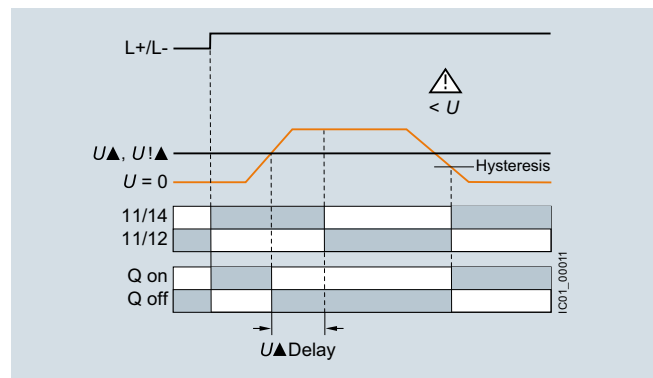 L+/L-
< U
U▲, U!▲
Hysteresis
U = 0
11/14
11/12
Q on
Q off
IC01_00011
U▲Delay